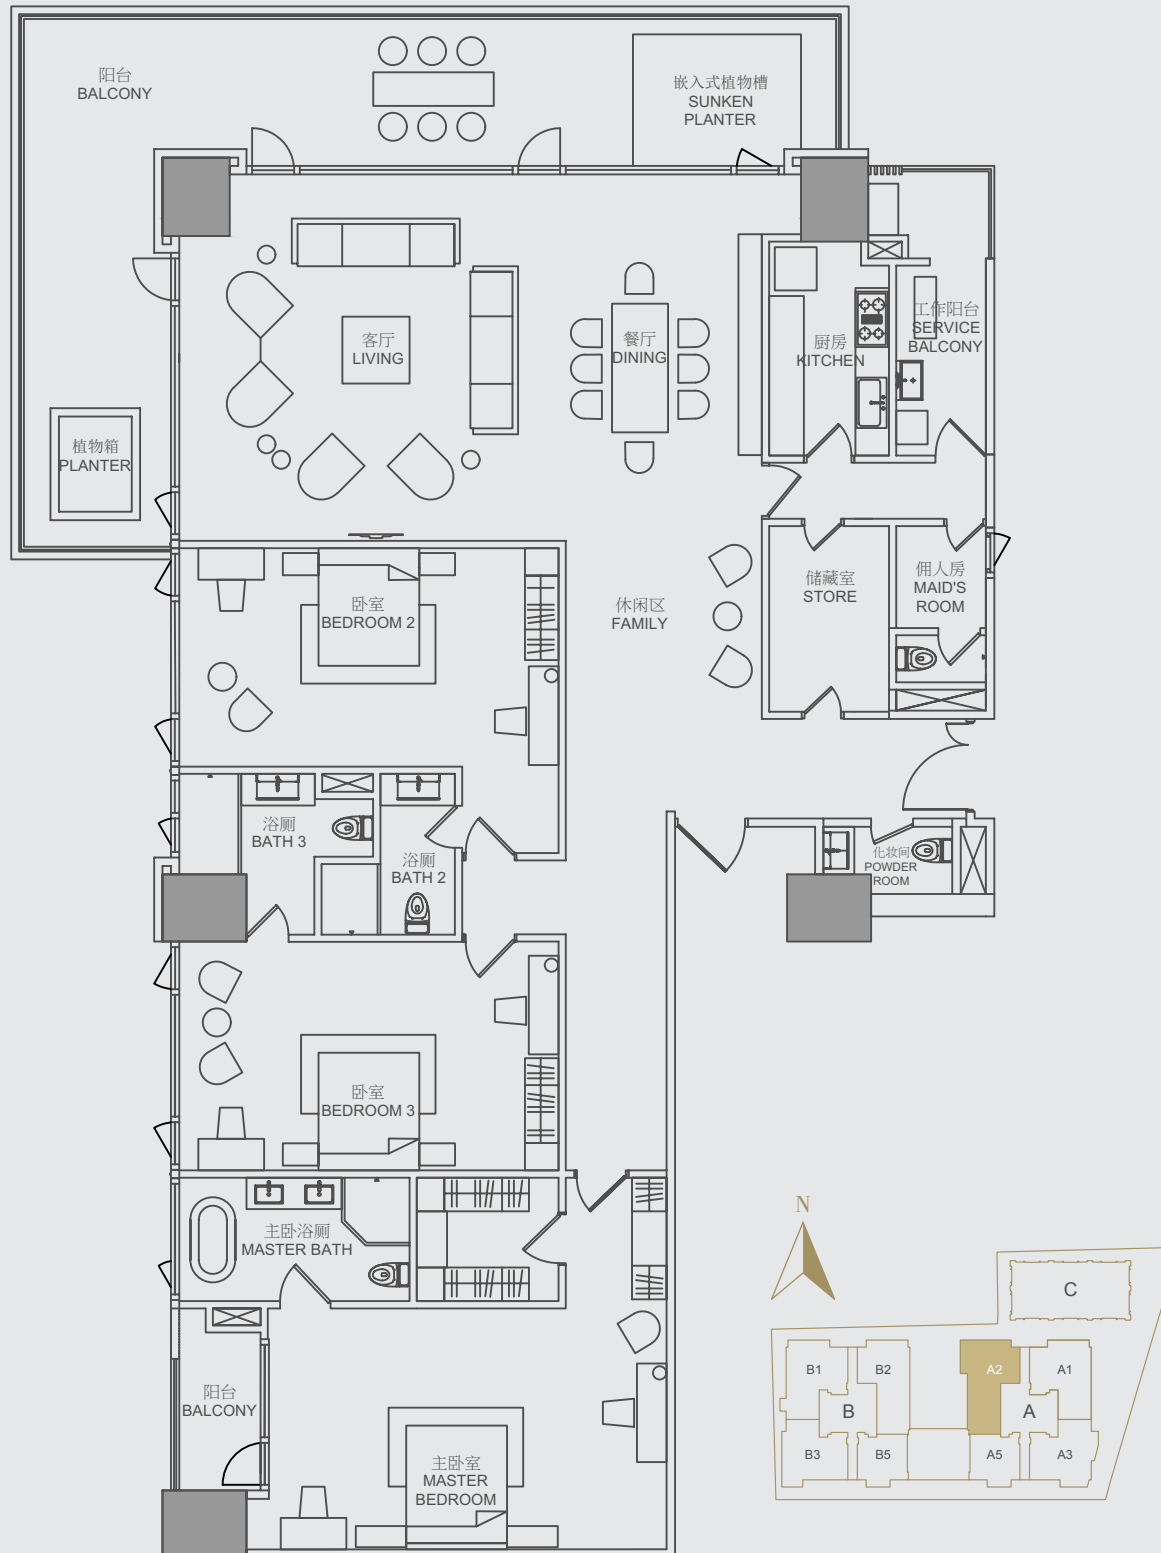 阳台
BALCONY
嵌入式植物槽
SUNKEN
PLANTER
客厅
LIVING
餐厅
DINING
厨房
KITCHEN
工作阳台
SERVICE
BALCONY
植物箱
PLANTER
卧室
BEDROOM 2
休闲区
FAMILY
储藏室
STORE
佣人房
MAID'S
ROOM
浴厕
BATH 3
浴厕
BATH 2
化妆间
POWDER
ROOM
卧室
BEDROOM 3
主卧浴厕
MASTER BATH
阳台
BALCONY
主卧室
MASTER
BEDROOM
N
C
B1
B2
A2
A1
B
A
B3
B5
A5
A3